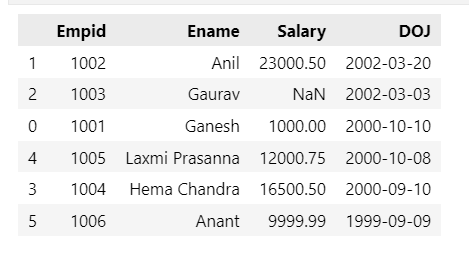 Empid Ename Salary DOJ
1 1002 Anil 23000.50 2002-03-20
2 1003 Gaurav NaN 2002-03-03
0 1001 Ganesh 1000.00 2000-10-10
4 1005 Laxmi Prasanna 12000.75 2000-10-08
3 1004 Hema Chandra 16500.50 2000-09-10
5 1006 Anant 9999.99 1999-09-09